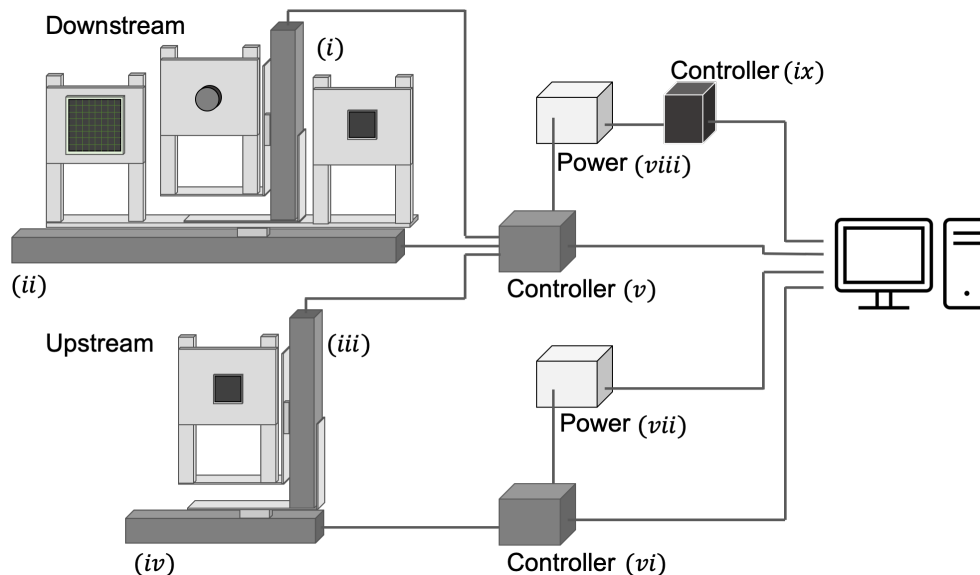 Downstream
(i)
Controller (ix)
Power (viii)
(ii)
Controller (v)
Upstream
(iii)
Power (vii)
(iv)
Controller (vi)